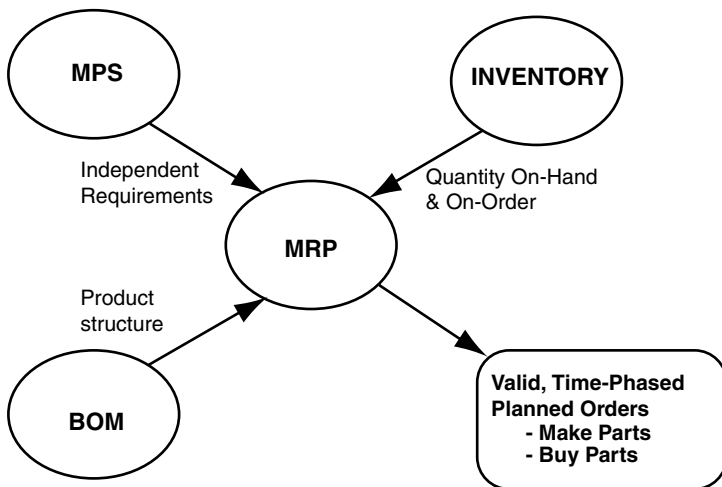 MPS
INVENTORY
Independent
Requirements
Quantity On-Hand
& On-Order
MRP
Product
structure
BOM
Valid, Time-Phased
Planned Orders
- Make Parts
- Buy Parts